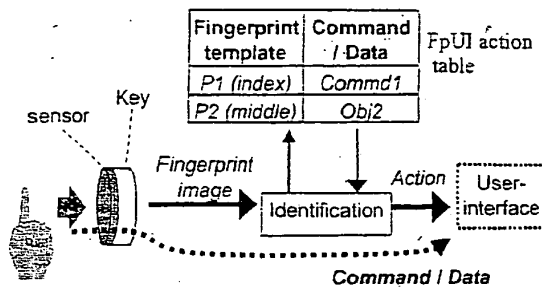 Fingerprint template
Command / Data
FpUI action table
P1 (index)
Commd1
P2 (middle)
Obj2
sensor
Key
Fingerprint image
Identification
Action
User-interface
Command / Data